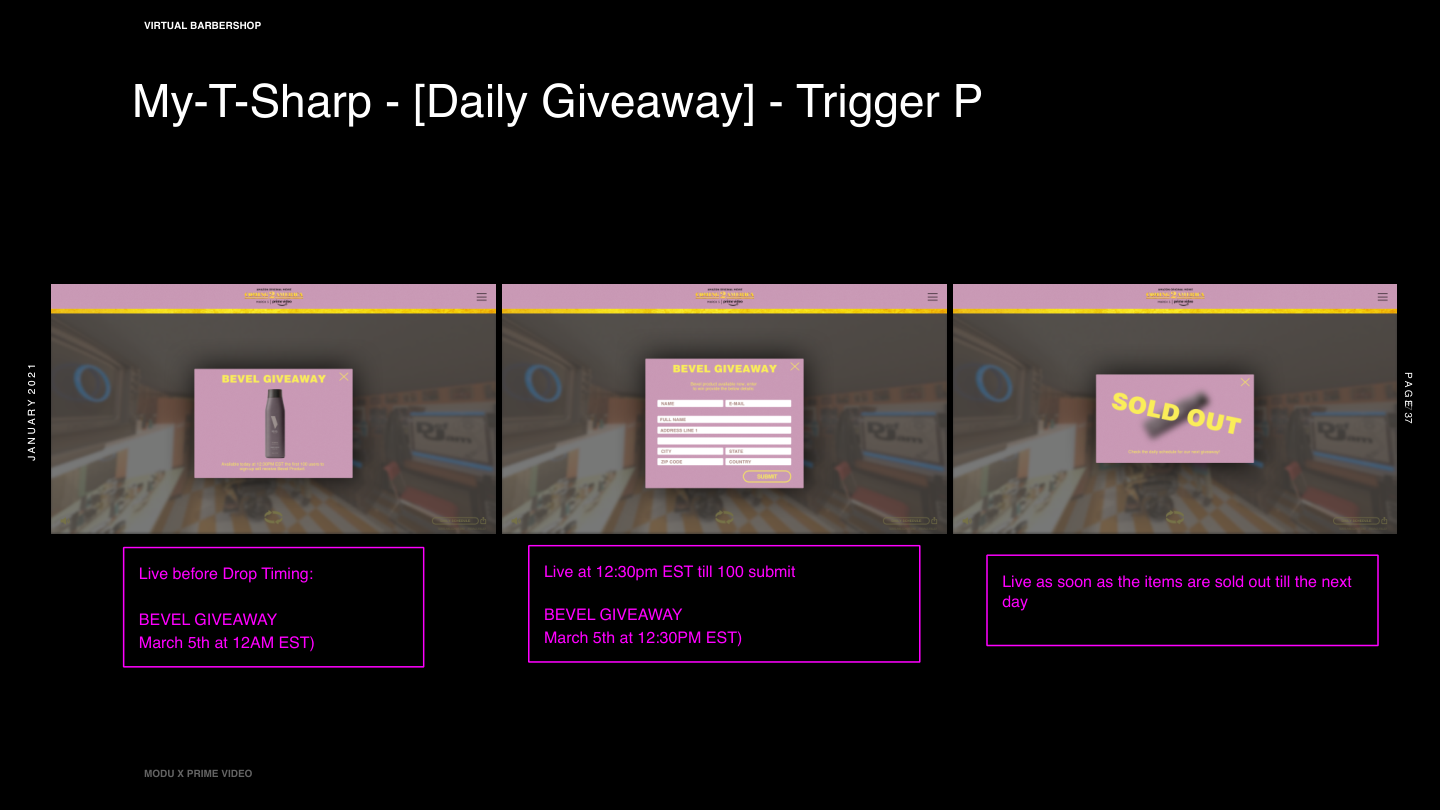 VIRTUAL BARBERSHOP
My-T-Sharp - [Daily Giveaway] - Trigger P
JANUARY 2021
PAGE 37
BEVEL GIVEAWAY
BEVEL GIVEAWAY
NAME
E-MAIL
FULL NAME
ADDRESS LINE 1
CITY
STATE
ZIP CODE
COUNTRY
SUBMIT
SOLD OUT
Live before Drop Timing:
BEVEL GIVEAWAY
March 5th at 12AM EST)
Live at 12:30pm EST till 100 submit
BEVEL GIVEAWAY
March 5th at 12:30PM EST)
Live as soon as the items are sold out till the next
day
MODU X PRIME VIDEO